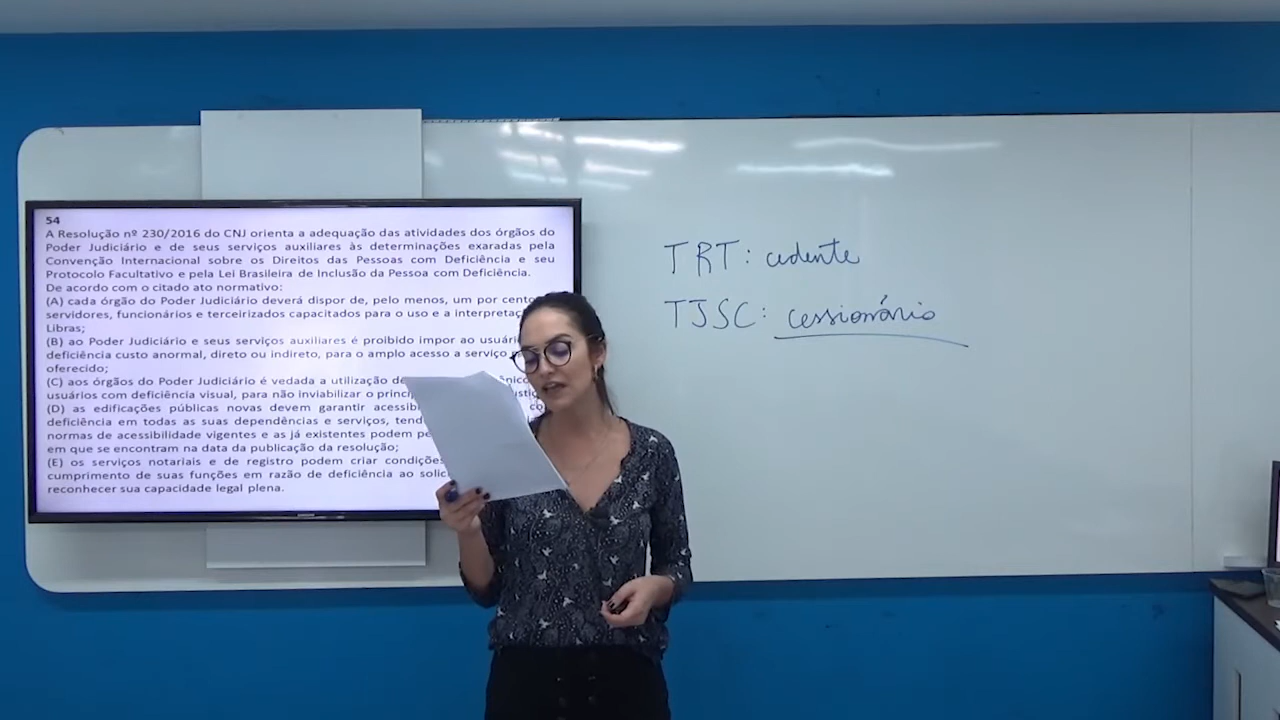 54
A Resolução nº 230/2016 do CNJ orienta a adequação das atividades dos órgãos do
Poder Judiciário e de seus serviços auxiliares às determinações exaradas pela
Convenção Internacional sobre os Direitos das Pessoas com Deficiência e seu
Protocolo Facultativo e pela Lei Brasileira de Inclusão da Pessoa com Deficiência.
De acordo com o citado ato normativo:
(A) cada órgão do Poder Judiciário deverá dispor de, pelo menos, um por cento
servidores, funcionários e terceirizados capacitados para o uso e a interpretaç
Libras;
(B) ao Poder Judiciário e seus serviços auxiliares é proibido impor ao usuári
deficiência custo anormal, direto ou indireto, para o amplo acesso a serviço
oferecido;
(C) aos órgãos do Poder Judiciário é vedada a utilização de
usuários com deficiência visual, para não inviabilizar o princíp
(D) as edificações públicas novas devem garantir acessibi
deficiência em todas as suas dependências e serviços, tend
normas de acessibilidade vigentes e as já existentes podem pe
em que se encontram na data da publicação da resolução;
(E) os serviços notariais e de registro podem criar condições
cumprimento de suas funções em razão de deficiência ao solic
reconhecer sua capacidade legal plena.
TRT: cedente
TJSC: cessionário